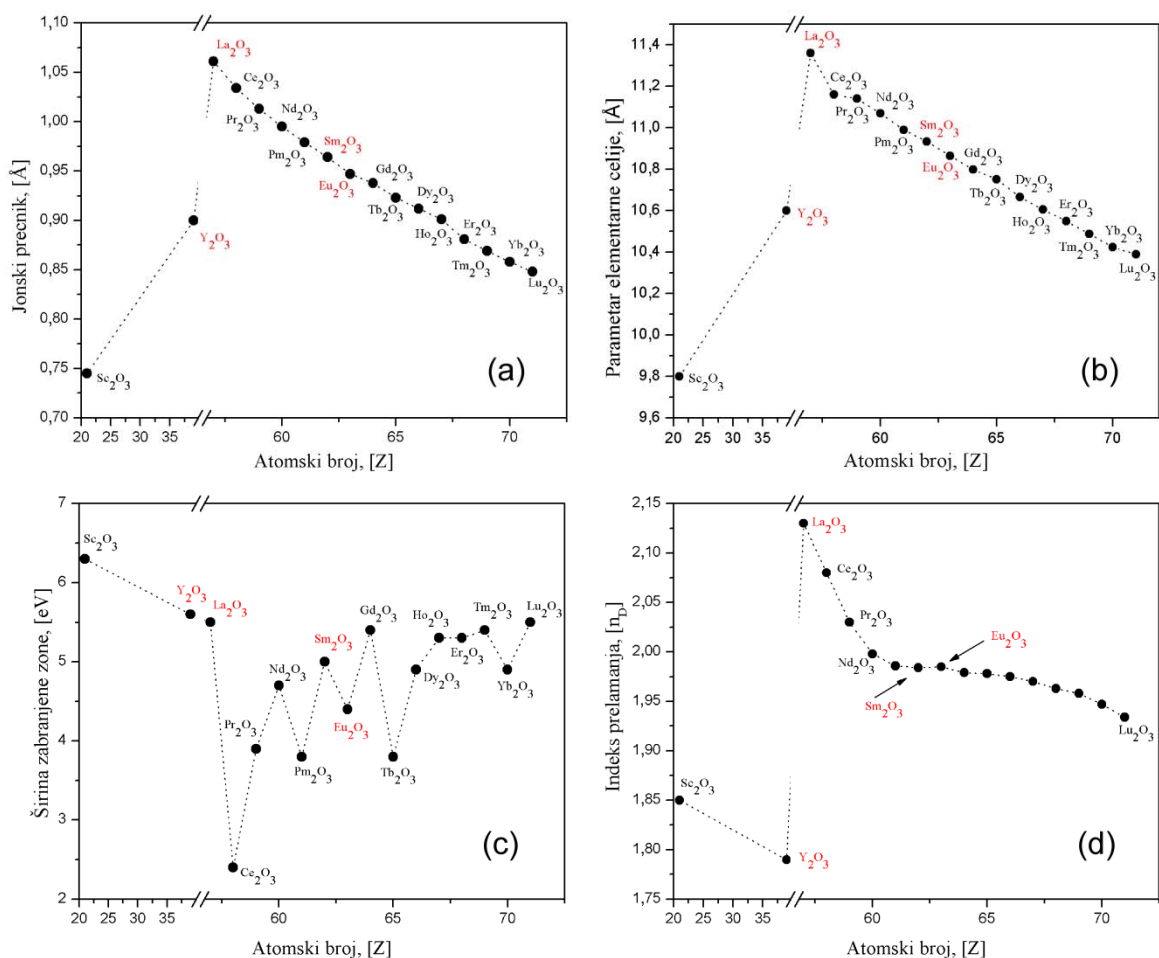 1,10
1,05
1,00
0,95
0,90
0,85
0,80
0,75
0,70
Jonski precnik, [Å]
La₂O₃
Ce₂O₃
Pr₂O₃
Nd₂O₃
Pm₂O₃
Sm₂O₃
Eu₂O₃
Gd₂O₃
Tb₂O₃
Dy₂O₃
Ho₂O₃
Er₂O₃
Tm₂O₃
Yb₂O₃
Lu₂O₃
Y₂O₃
Sc₂O₃
(a)
20 25 30 35 60 65 70
Atomski broj, [Z]
11,4
11,2
11,0
10,8
10,6
10,4
10,2
10,0
9,8
9,6
Parametar elementarne celije, [Å]
La₂O₃
Ce₂O₃
Pr₂O₃
Nd₂O₃
Pm₂O₃
Sm₂O₃
Eu₂O₃
Gd₂O₃
Tb₂O₃
Dy₂O₃
Ho₂O₃
Er₂O₃
Tm₂O₃
Yb₂O₃
Lu₂O₃
Y₂O₃
Sc₂O₃
(b)
20 25 30 35 60 65 70
Atomski broj, [Z]
7
6
5
4
3
2
Širina zabranjene zone, [eV]
Sc₂O₃
Y₂O₃
La₂O₃
Ce₂O₃
Pr₂O₃
Nd₂O₃
Pm₂O₃
Sm₂O₃
Eu₂O₃
Gd₂O₃
Tb₂O₃
Dy₂O₃
Ho₂O₃
Er₂O₃
Tm₂O₃
Yb₂O₃
Lu₂O₃
(c)
20 25 30 35 60 65 70
Atomski broj, [Z]
2,15
2,10
2,05
2,00
1,95
1,90
1,85
1,80
1,75
Indeks prelamanja, [n_D]
La₂O₃
Ce₂O₃
Pr₂O₃
Nd₂O₃
Eu₂O₃
Sm₂O₃
Lu₂O₃
Sc₂O₃
Y₂O₃
(d)
20 25 30 35 60 65 70
Atomski broj, [Z]